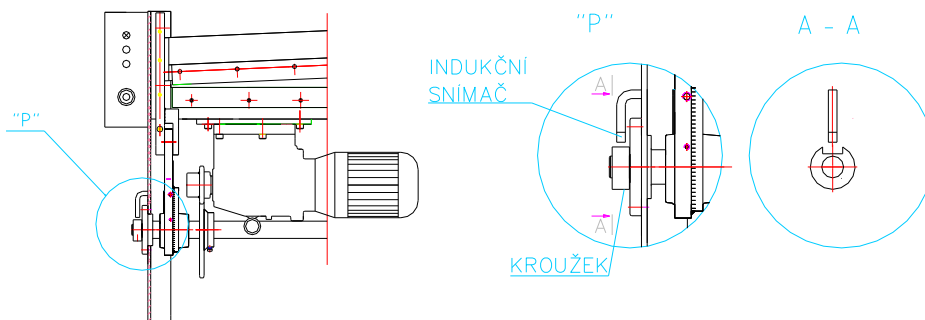 "P"
"P"
A - A
INDUKČNÍ
SNÍMAČ
A
A
KROUŽEK